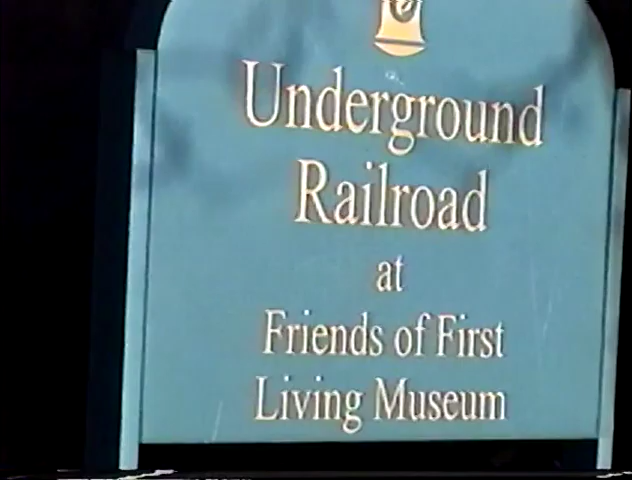 Underground
Railroad
at
Friends of First
Living Museum